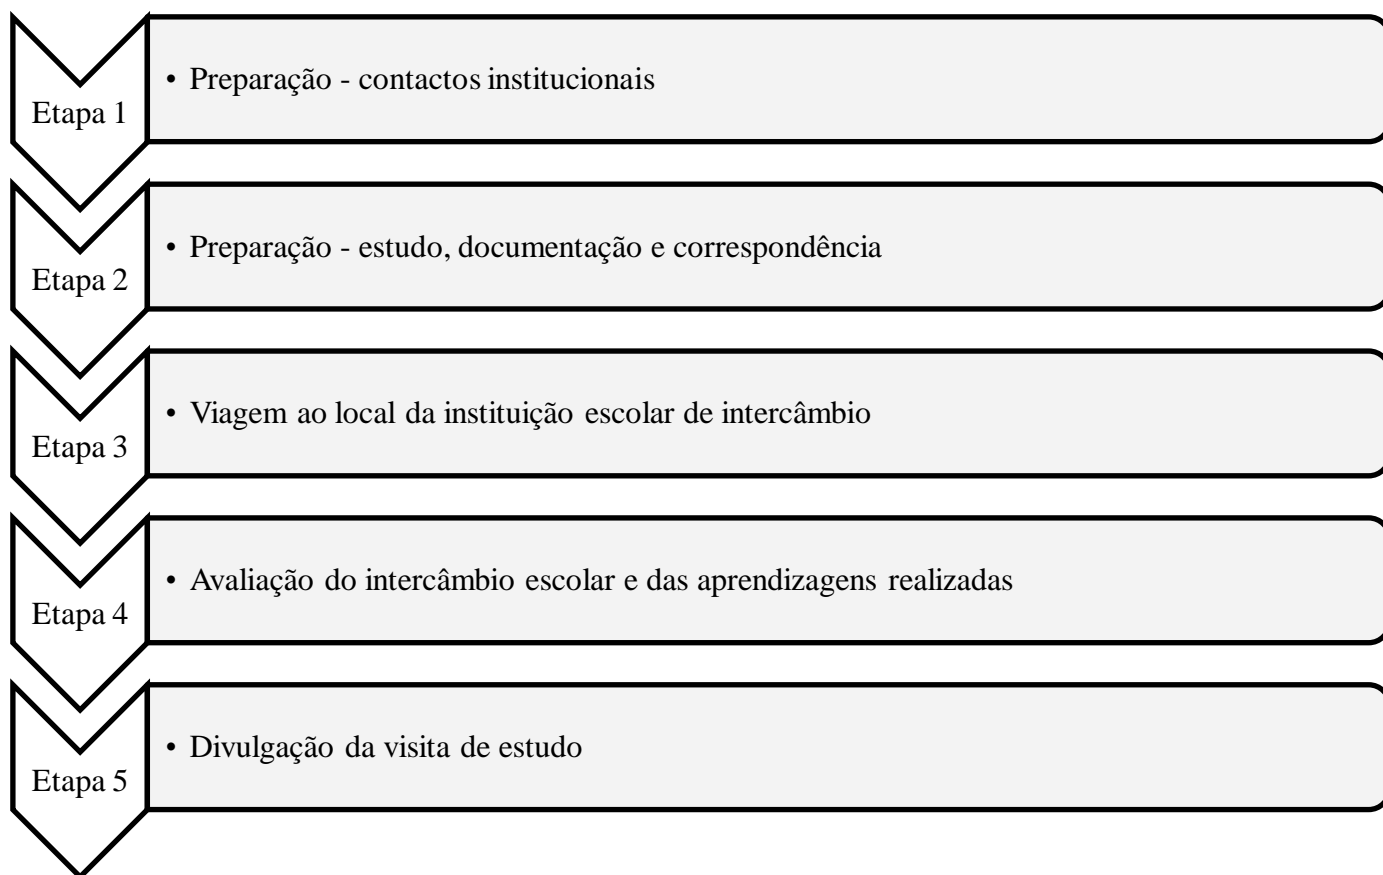 Etapa 1
• Preparação - contactos institucionais
Etapa 2
• Preparação - estudo, documentação e correspondência
Etapa 3
• Viagem ao local da instituição escolar de intercâmbio
Etapa 4
• Avaliação do intercâmbio escolar e das aprendizagens realizadas
Etapa 5
• Divulgação da visita de estudo